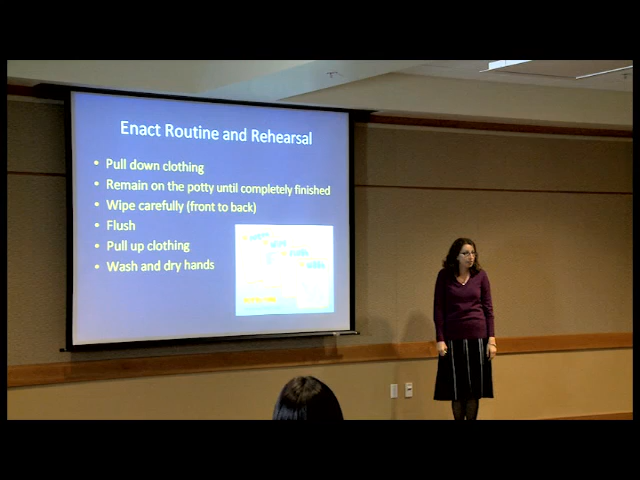 Enact Routine and Rehearsal
• Pull down clothing
• Remain on the potty until completely finished
• Wipe carefully (front to back)
• Flush
• Pull up clothing
• Wash and dry hands